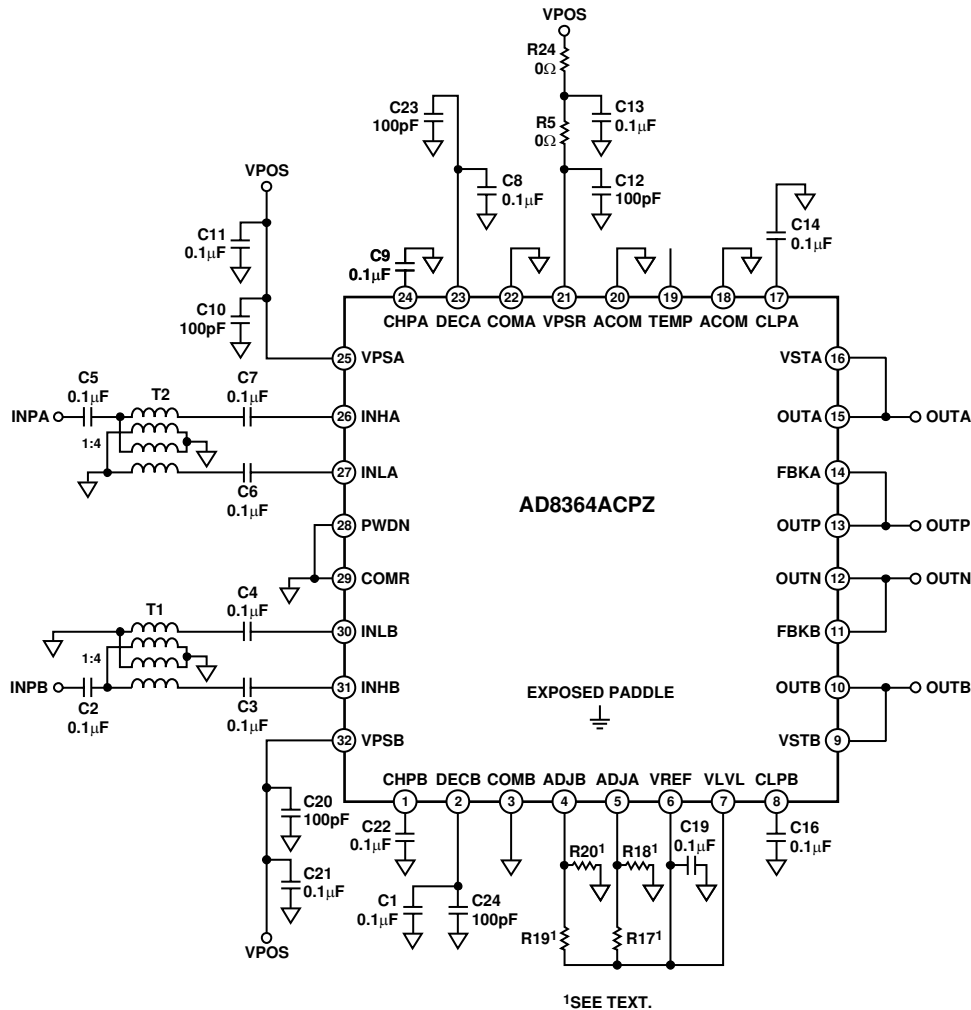 VPOS
R24
0Ω
C23
100pF
C13
0.1µF
R5
0Ω
VPOS
C8
0.1µF
C12
100pF
C11
0.1µF
C14
0.1µF
C9
0.1µF
C10
100pF
24 23 22 21 20 19 18 17
CHPA DECA COMA VPSR ACOM TEMP ACOM CLPA
25 VPSA
VSTA 16
C5
0.1µF
T2
C7
0.1µF
INPA
26 INHA
OUTA 15
OUTA
1:4
27 INLA
FBKA 14
C6
0.1µF
AD8364ACPZ
28 PWDN
OUTP 13
OUTP
29 COMR
OUTN 12
OUTN
C4
0.1µF
T1
30 INLB
FBKB 11
1:4
INPB
31 INHB
OUTB 10
OUTB
C2
0.1µF
C3
0.1µF
EXPOSED PADDLE
32 VPSB
VSTB 9
CHPB DECB COMB ADJB ADJA VREF VLVL CLPB
1 2 3 4 5 6 7 8
C20
100pF
C22
0.1µF
C19
0.1µF
C16
0.1µF
R20¹
R18¹
C21
0.1µF
C1
0.1µF
C24
100pF
R19¹
R17¹
VPOS
¹SEE TEXT.